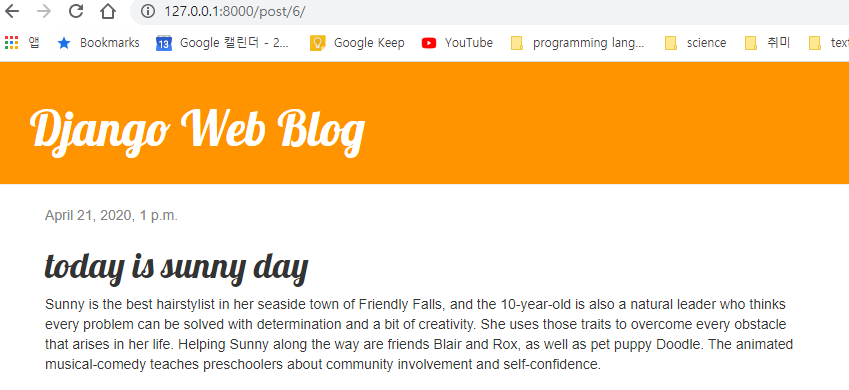 127.0.0.1:8000/post/6/
앱 Bookmarks 13 Google 캘린더 - 2... Google Keep YouTube programming lang... science 취미 text
Django Web Blog
April 21, 2020, 1 p.m.
today is sunny day
Sunny is the best hairstylist in her seaside town of Friendly Falls, and the 10-year-old is also a natural leader who thinks
every problem can be solved with determination and a bit of creativity. She uses those traits to overcome every obstacle
that arises in her life. Helping Sunny along the way are friends Blair and Rox, as well as pet puppy Doodle. The animated
musical-comedy teaches preschoolers about community involvement and self-confidence.